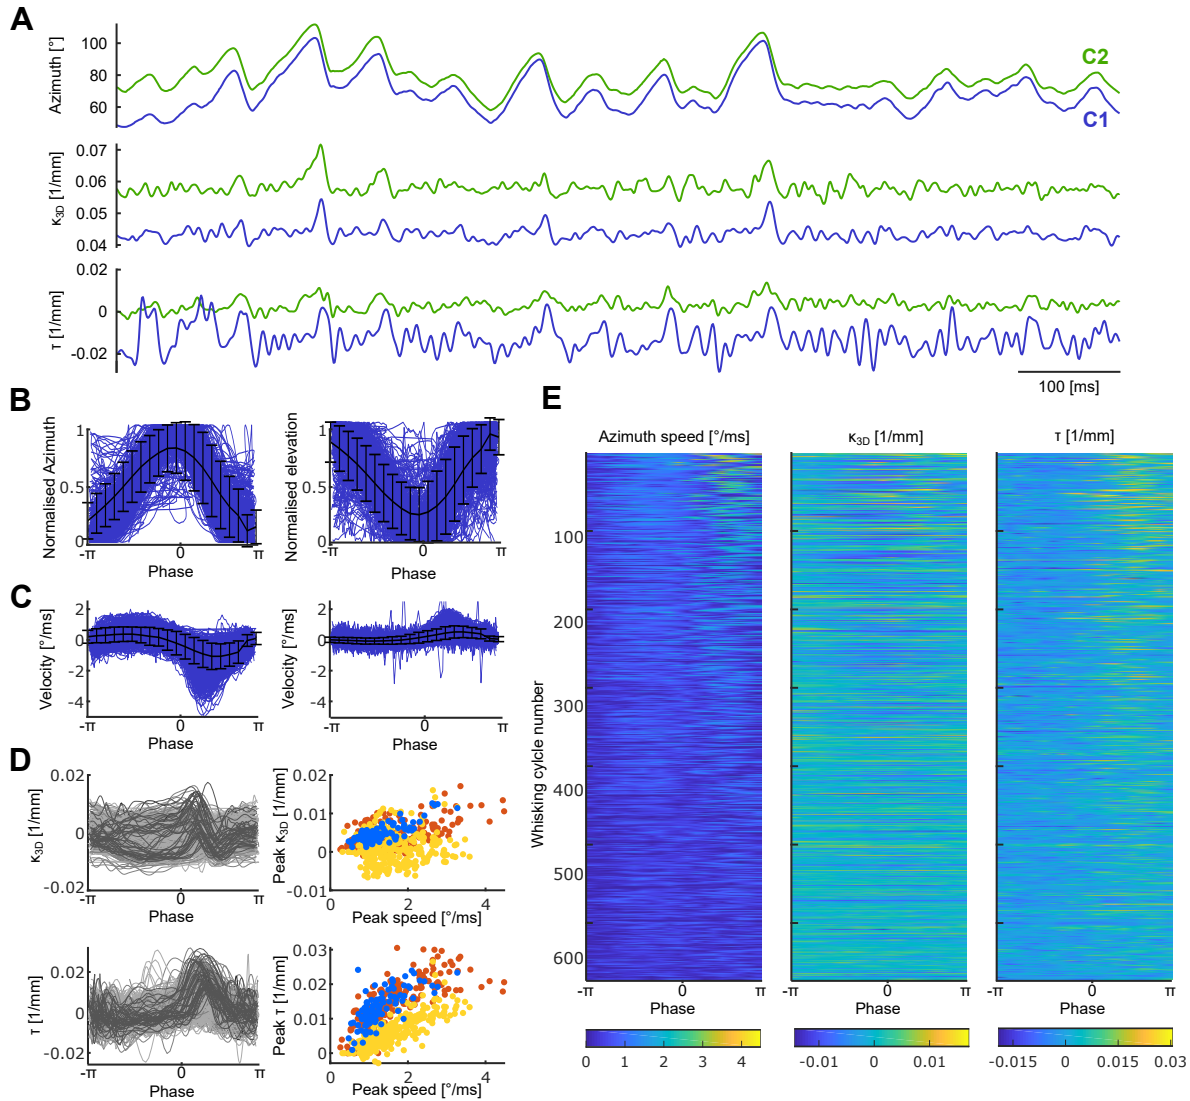 A
Azimuth [°]
100
80
60
C2
C1
κ3D [1/mm]
0.07
0.06
0.05
0.04
τ [1/mm]
0.02
0
-0.02
100 [ms]
B
Normalised Azimuth
1
0.5
0
-π
0
π
Phase
Normalised elevation
1
0.5
0
-π
0
π
Phase
C
Velocity [°/ms]
2
0
-2
-4
-π
0
π
Phase
Velocity [°/ms]
2
0
-2
-4
-π
0
π
Phase
D
κ3D [1/mm]
0.02
0
-0.02
-π
0
π
Phase
Peak κ3D [1/mm]
0.02
0.01
0
-0.01
0
2
4
Peak speed [°/ms]
τ [1/mm]
0.02
0
-0.02
-π
0
π
Phase
Peak τ [1/mm]
0.03
0.02
0.01
0
0
2
4
Peak speed [°/ms]
E
Whisking cylcle number
100
200
300
400
500
600
Azimuth speed [°/ms]
-π
0
π
Phase
0 1 2 3 4
κ3D [1/mm]
-π
0
π
Phase
-0.01 0 0.01
τ [1/mm]
-π
0
π
Phase
-0.015 0 0.015 0.03